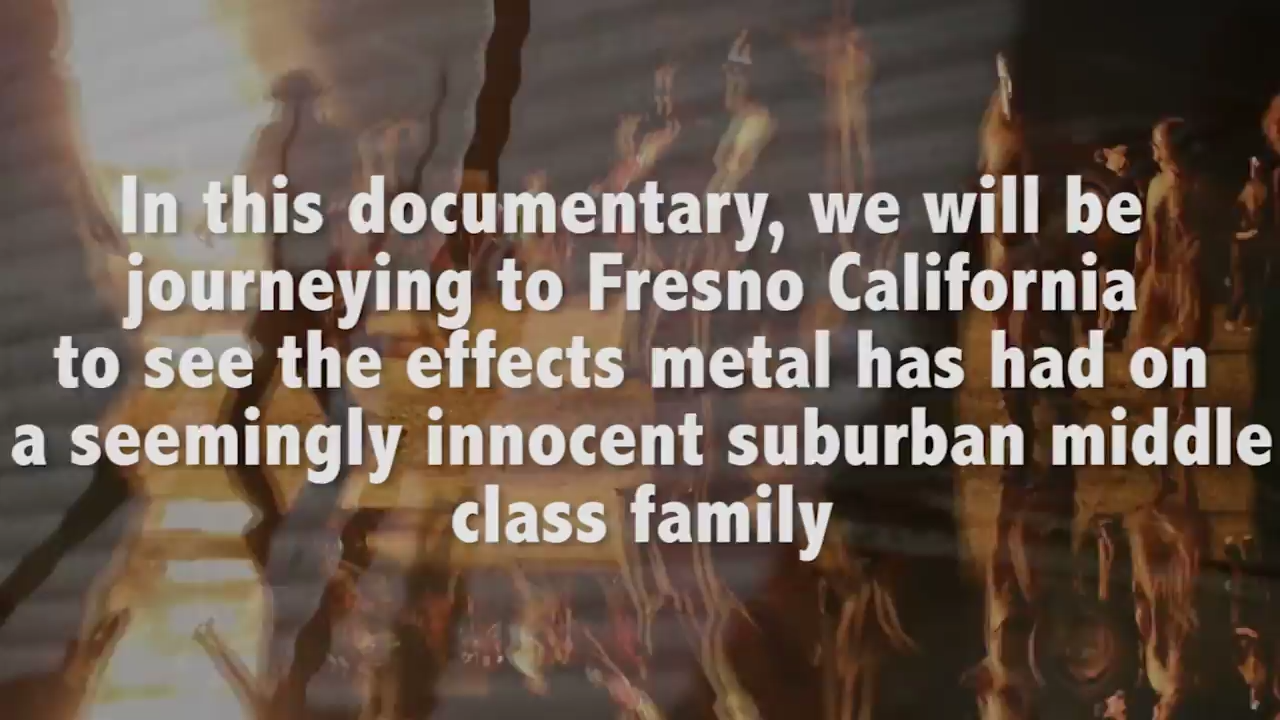 In this documentary, we will be
journeying to Fresno California
to see the effects metal has had on
a seemingly innocent suburban middle
class family